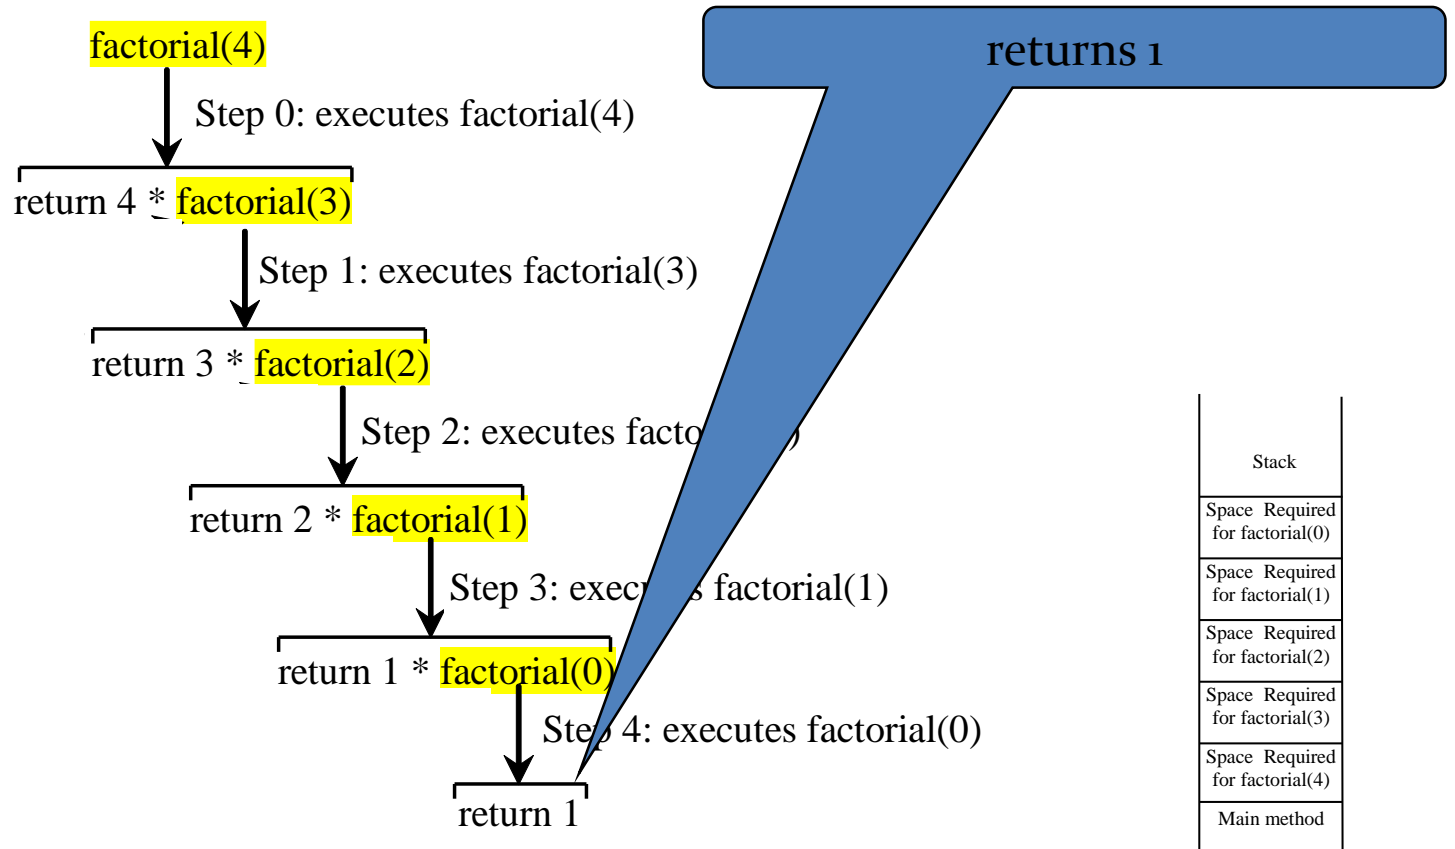 factorial(4)
returns 1
Step 0: executes factorial(4)
return 4 * factorial(3)
Step 1: executes factorial(3)
return 3 * factorial(2)
Step 2: executes facto )
return 2 * factorial(1)
Step 3: exec s factorial(1)
return 1 * factorial(0)
Step 4: executes factorial(0)
return 1
Stack
Space Required
for factorial(0)
Space Required
for factorial(1)
Space Required
for factorial(2)
Space Required
for factorial(3)
Space Required
for factorial(4)
Main method